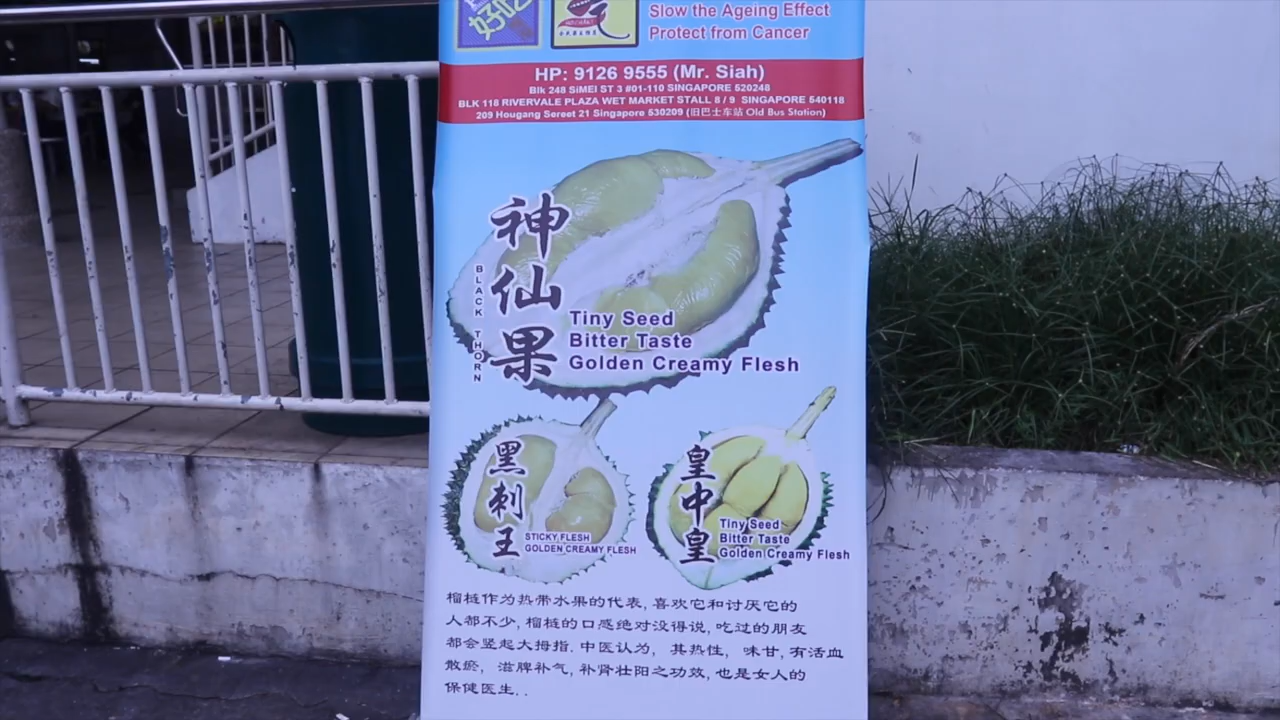 好吃
Slow the Ageing Effect
Protect from Cancer
HP: 9126 9555 (Mr. Siah)
Blk 248 SiMEI ST 3 #01-110 SINGAPORE 520248
BLK 118 RIVERVALE PLAZA WET MARKET STALL 8 / 9 SINGAPORE 540118
209 Hougang Sereet 21 Singapore 530209 (旧巴士车站 Old Bus Station)
神仙果
BLACK THORN
Tiny Seed
Bitter Taste
Golden Creamy Flesh
黑刺王
STICKY FLESH
GOLDEN CREAMY FLESH
皇中皇
Tiny Seed
Bitter Taste
Golden Creamy Flesh
榴梿作为热带水果的代表, 喜欢它和讨厌它的
人都不少, 榴梿的口感绝对没得说, 吃过的朋友
都会竖起大拇指. 中医认为, 其热性, 味甘, 有活血
散瘀, 滋脾补气, 补肾壮阳之功效, 也是女人的
保健医生. .